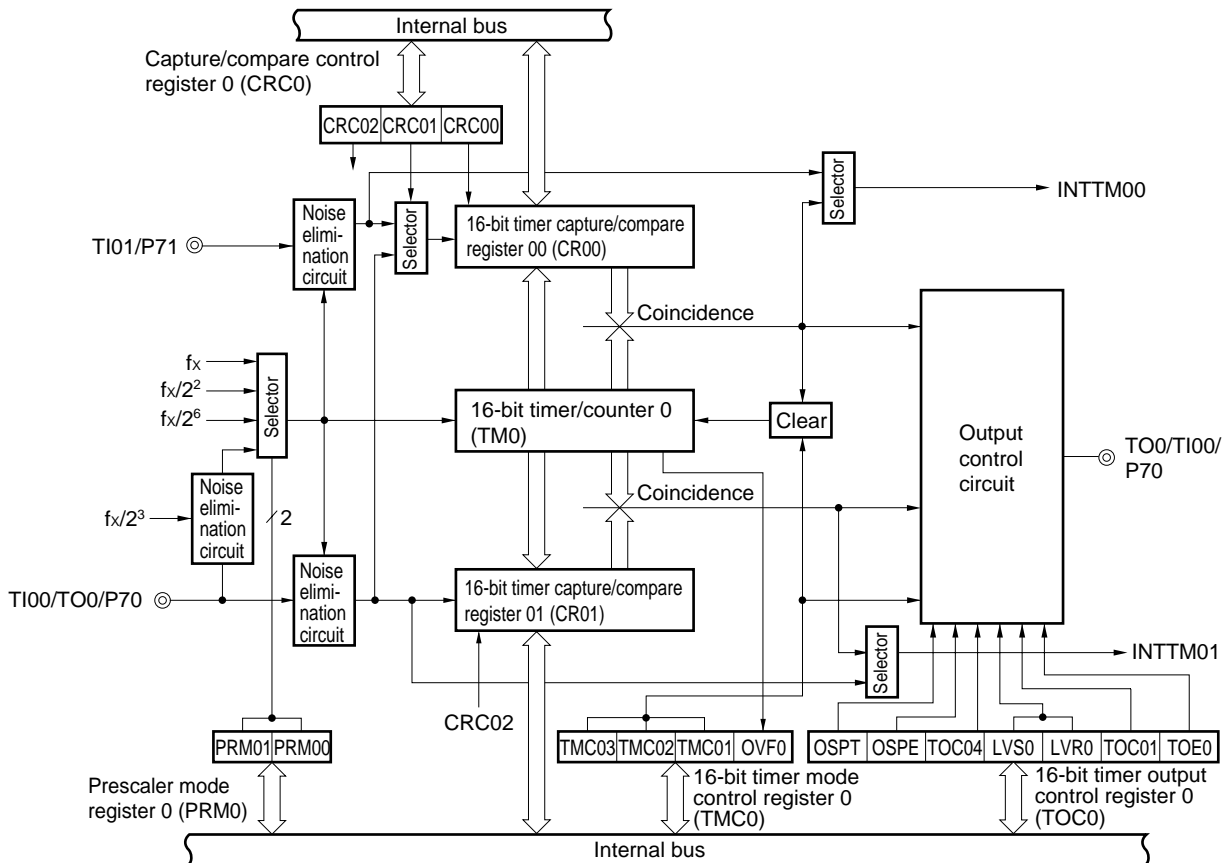 Internal bus
Capture/compare control
register 0 (CRC0)
CRC02 CRC01 CRC00
TI01/P71
Noise
elimi-
nation
circuit
Selector
16-bit timer capture/compare
register 00 (CR00)
Selector
INTTM00
Coincidence
fx
fx/2²
fx/2⁶
Selector
16-bit timer/counter 0
(TM0)
Clear
Output
control
circuit
TO0/TI00/
P70
fx/2³
Noise
elimi-
nation
circuit
2
Coincidence
TI00/TO0/P70
Noise
elimi-
nation
circuit
16-bit timer capture/compare
register 01 (CR01)
Selector
INTTM01
CRC02
PRM01 PRM00
TMC03 TMC02 TMC01 OVF0
OSPT OSPE TOC04 LVS0 LVR0 TOC01 TOE0
Prescaler mode
register 0 (PRM0)
16-bit timer mode
control register 0
(TMC0)
16-bit timer output
control register 0
(TOC0)
Internal bus